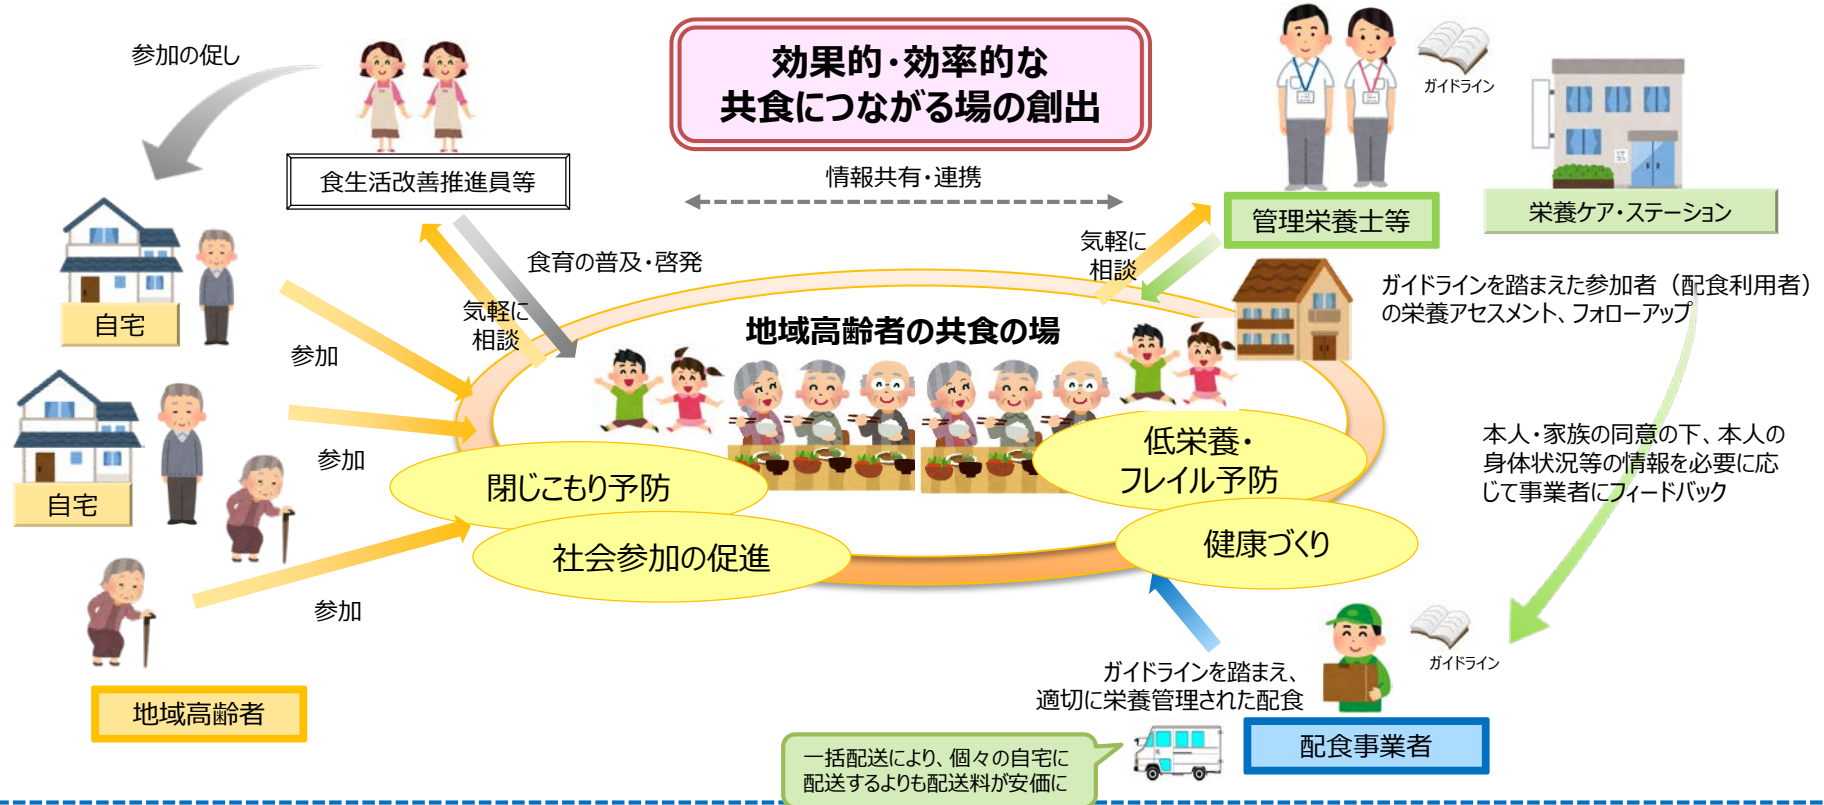 効果的・効率的な
共食につながる場の創出
参加の促し
食生活改善推進員等
情報共有・連携
ガイドライン
管理栄養士等
栄養ケア・ステーション
食育の普及・啓発
気軽に
相談
気軽に
相談
ガイドラインを踏まえた参加者（配食利用者）
の栄養アセスメント、フォローアップ
自宅
参加
地域高齢者の共食の場
自宅
参加
閉じこもり予防
低栄養・
フレイル予防
本人・家族の同意の下、本人の
身体状況等の情報を必要に応
じて事業者にフィードバック
社会参加の促進
健康づくり
参加
地域高齢者
ガイドライン
ガイドラインを踏まえ、
適切に栄養管理された配食
配食事業者
一括配送により、個々の自宅に
配送するよりも配送料が安価に